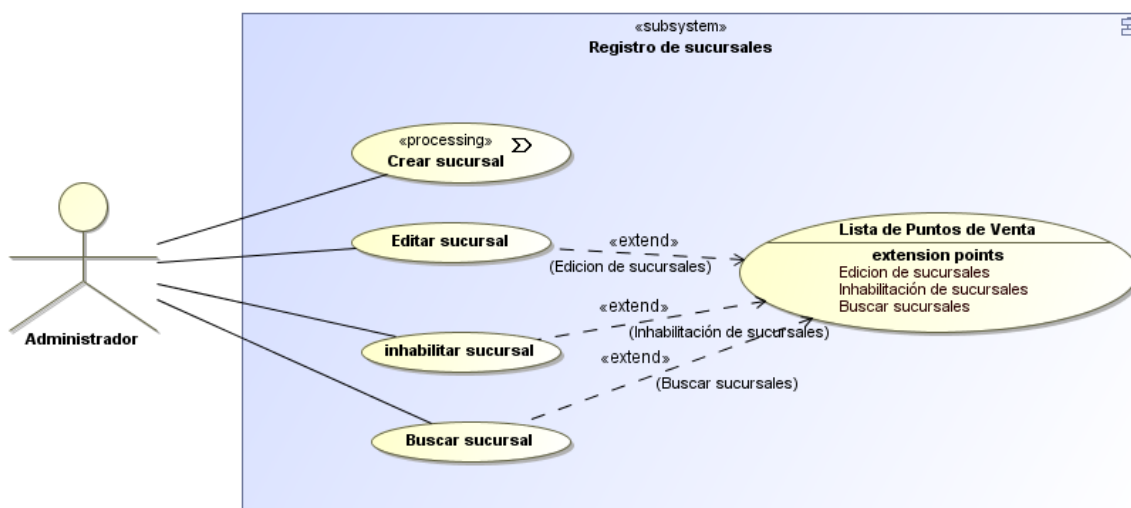 «subsystem»
Registro de sucursales
«processing»
Crear sucursal
Editar sucursal
«extend»
(Edicion de sucursales)
Lista de Puntos de Venta
extension points
Edicion de sucursales
Inhabilitación de sucursales
Buscar sucursales
Administrador
inhabilitar sucursal
«extend»
(Inhabilitación de sucursales)
«extend»
(Buscar sucursales)
Buscar sucursal